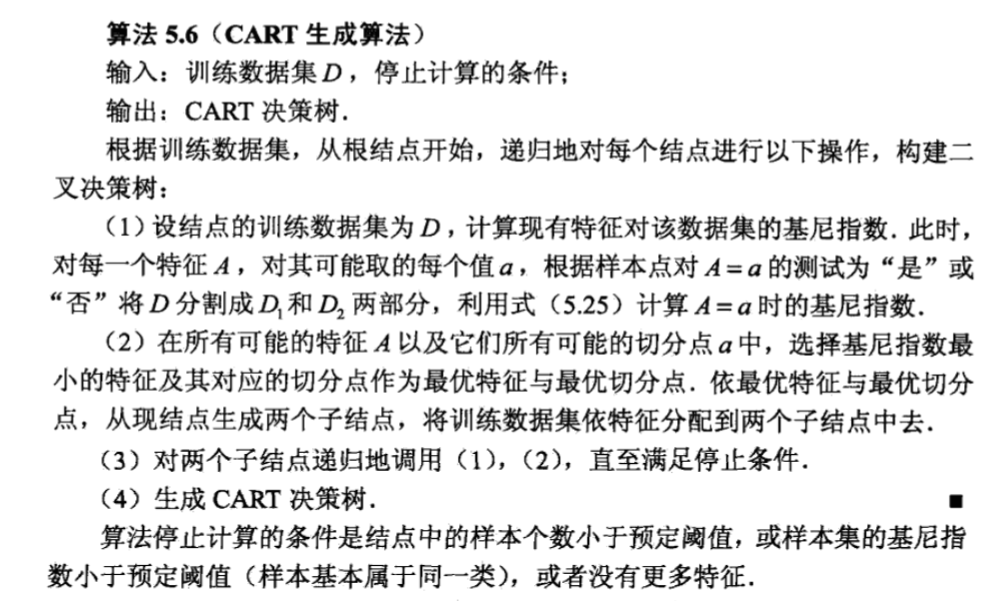 算法 5.6（CART 生成算法）
输入：训练数据集 D，停止计算的条件；
输出：CART 决策树．
根据训练数据集，从根结点开始，递归地对每个结点进行以下操作，构建二
叉决策树：
（1）设结点的训练数据集为 D，计算现有特征对该数据集的基尼指数．此时，
对每一个特征 A，对其可能取的每个值 a，根据样本点对 A = a 的测试为“是”或
“否”将 D 分割成 D₁ 和 D₂ 两部分，利用式（5.25）计算 A = a 时的基尼指数．
（2）在所有可能的特征 A 以及它们所有可能的切分点 a 中，选择基尼指数最
小的特征及其对应的切分点作为最优特征与最优切分点．依最优特征与最优切分
点，从现结点生成两个子结点，将训练数据集依特征分配到两个子结点中去．
（3）对两个子结点递归地调用（1），（2），直至满足停止条件．
（4）生成 CART 决策树． ■
算法停止计算的条件是结点中的样本个数小于预定阈值，或样本集的基尼指
数小于预定阈值（样本基本属于同一类），或者没有更多特征．